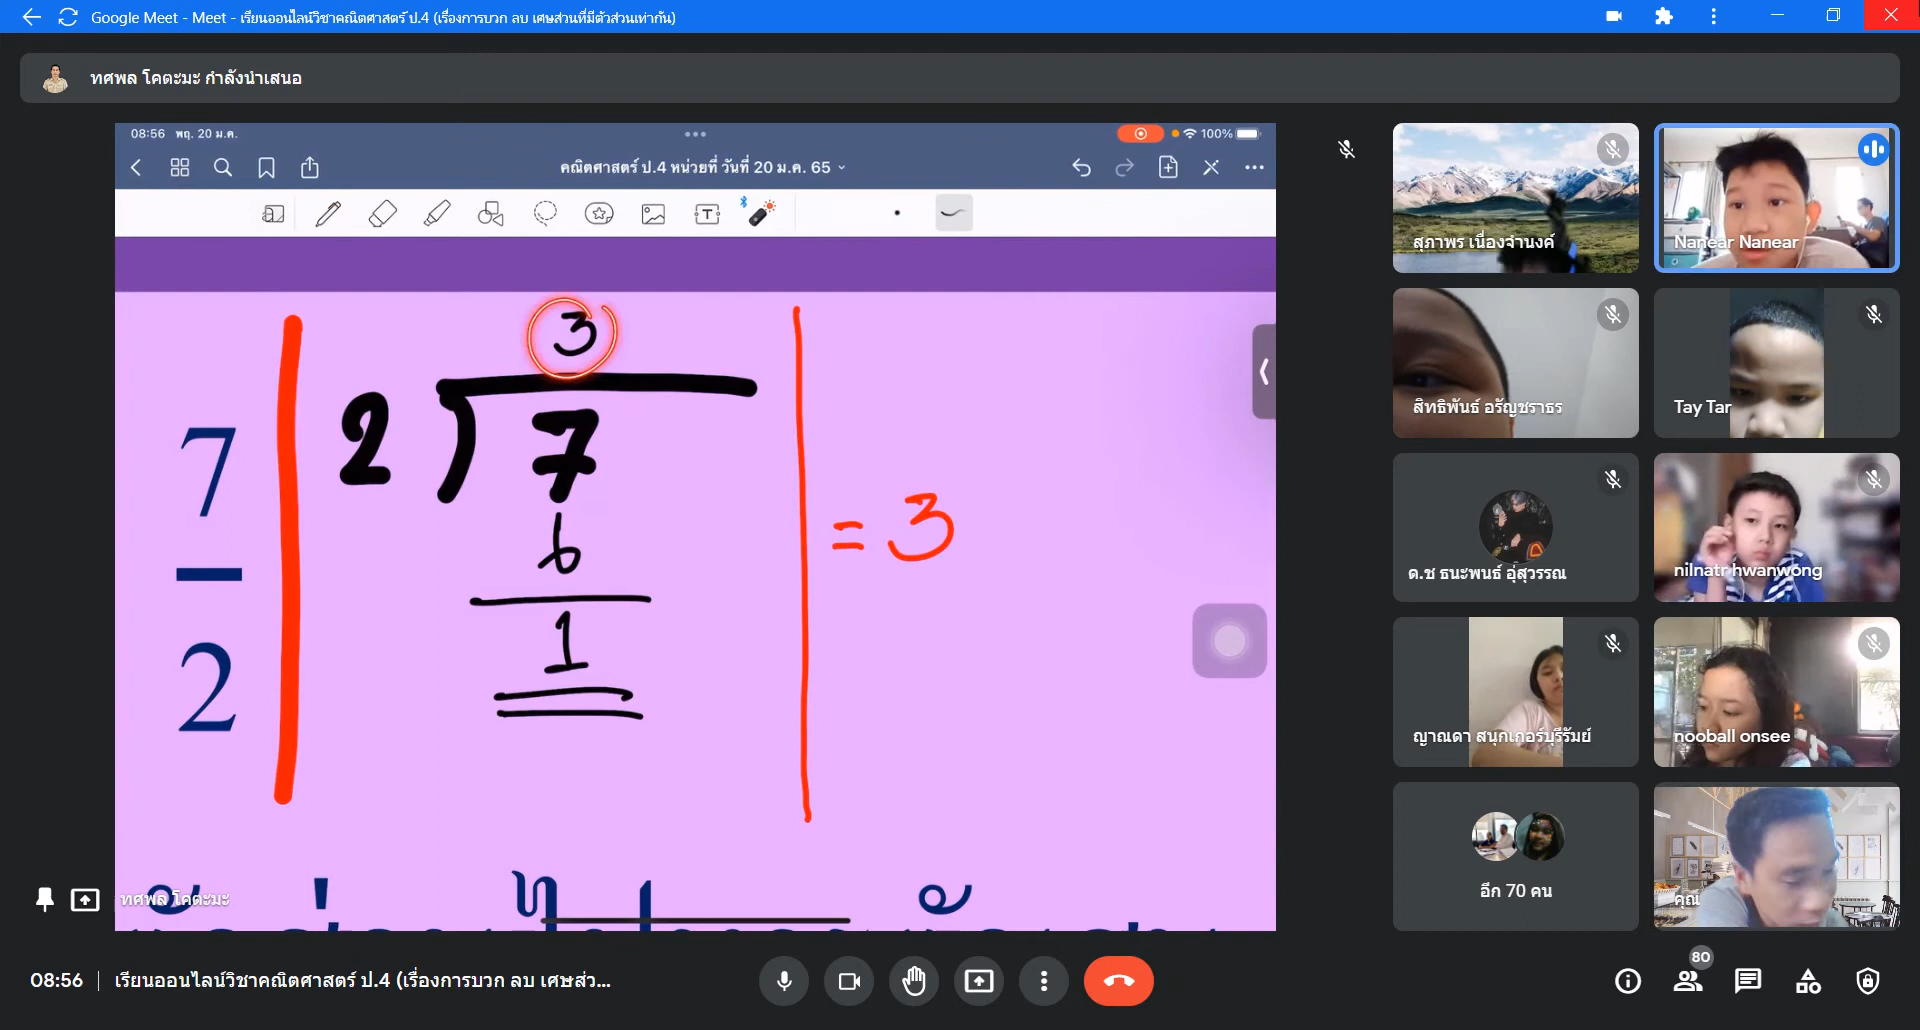 Google Meet - Meet - เรียนออนไลน์วิชาคณิตศาสตร์ ป.4 (เรื่องการบวก ลบ เศษส่วนที่มีตัวส่วนเท่ากัน)
ทศพล โคตะมะ กำลังนำเสนอ
08:56 พฤ. 20 ม.ค.
100%
คณิตศาสตร์ ป.4 หน่วยที่ วันที่ 20 ม.ค. 65
T
3
2 7
6
1
7
2
= 3
สุภาพร เนื่องจำนงค์
Nanear Nanear
สิทธิพันธ์ อรัญชราธร
Tay Tar
ด.ช ธนะพนธ์ อุ่สุวรรณ
nilnatr hwanwong
ญาณดา สนุกเกอร์บุรีรัมย์
nooball onsee
อีก 70 คน
คุณ
ทศพล โคตะมะ
08:56
เรียนออนไลน์วิชาคณิตศาสตร์ ป.4 (เรื่องการบวก ลบ เศษส่ว...
80